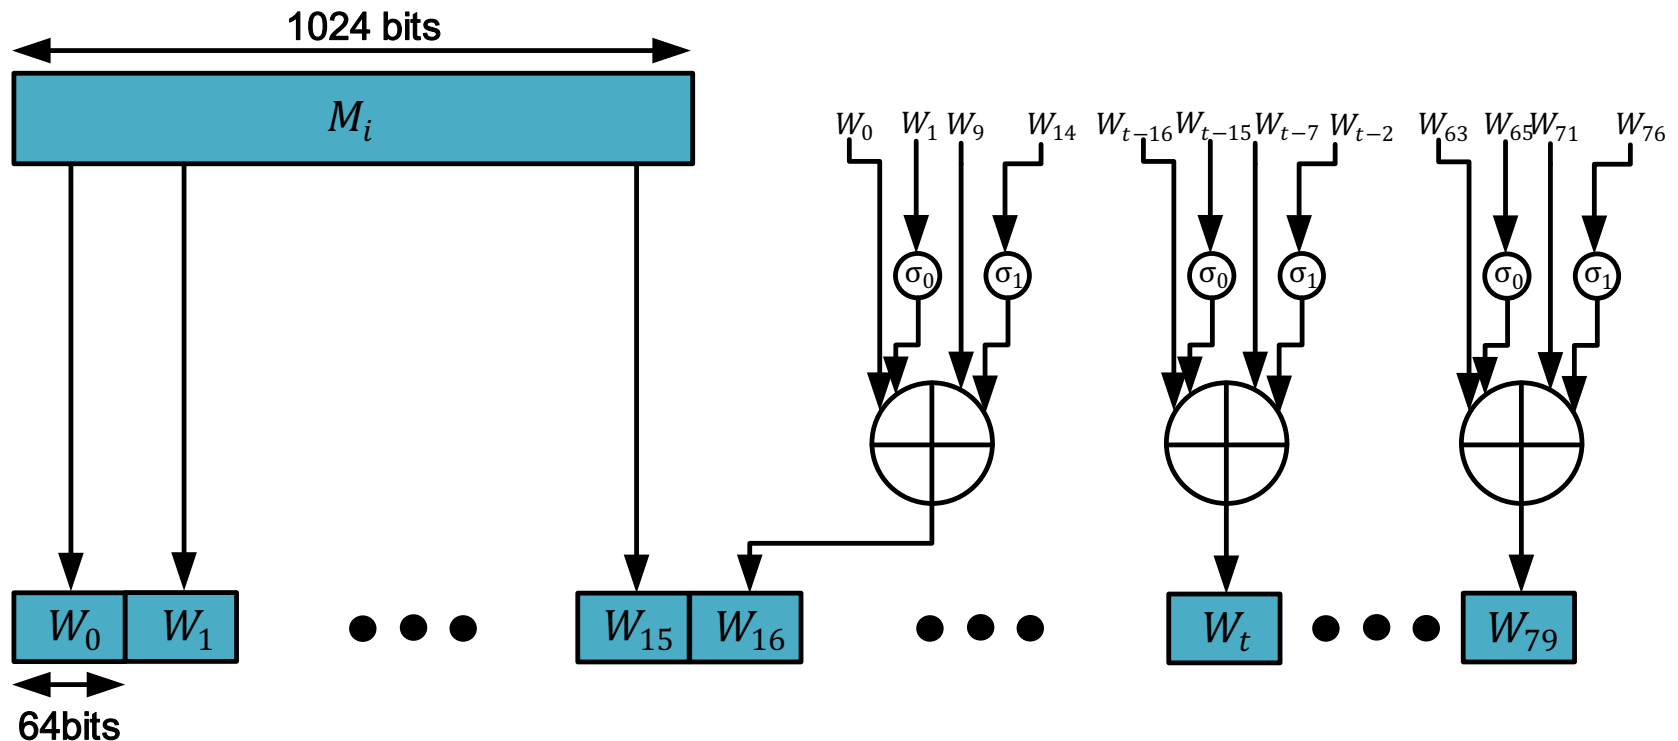 1024 bits
M_i
W_0 W_1 W_9 W_14 W_{t−16} W_{t−15} W_{t−7} W_{t−2} W_63 W_65 W_71 W_76
σ_0 σ_1 σ_0 σ_1 σ_0 σ_1
W_0 W_1 W_15 W_16 W_t W_79
64bits